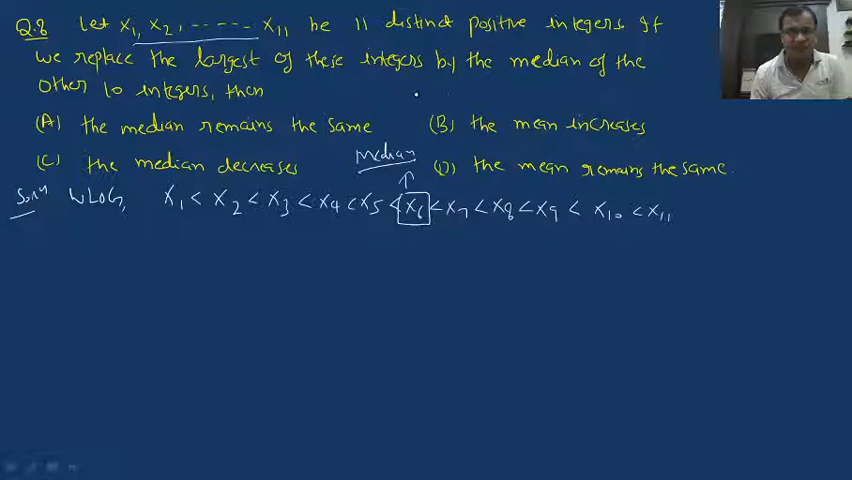 Q.8 Let x₁, x₂, ........ x₁₁ be 11 distinct positive integers If
we replace the largest of these integers by the median of the
other 10 integers, then
(A) the median remains the same (B) the mean increases
(C) the median decreases (D) the mean remains the same.
Median
Solⁿ WLOG, x₁ < x₂ < x₃ < x₄ < x₅ < x₆ < x₇ < x₈ < x₉ < x₁₀ < x₁₁